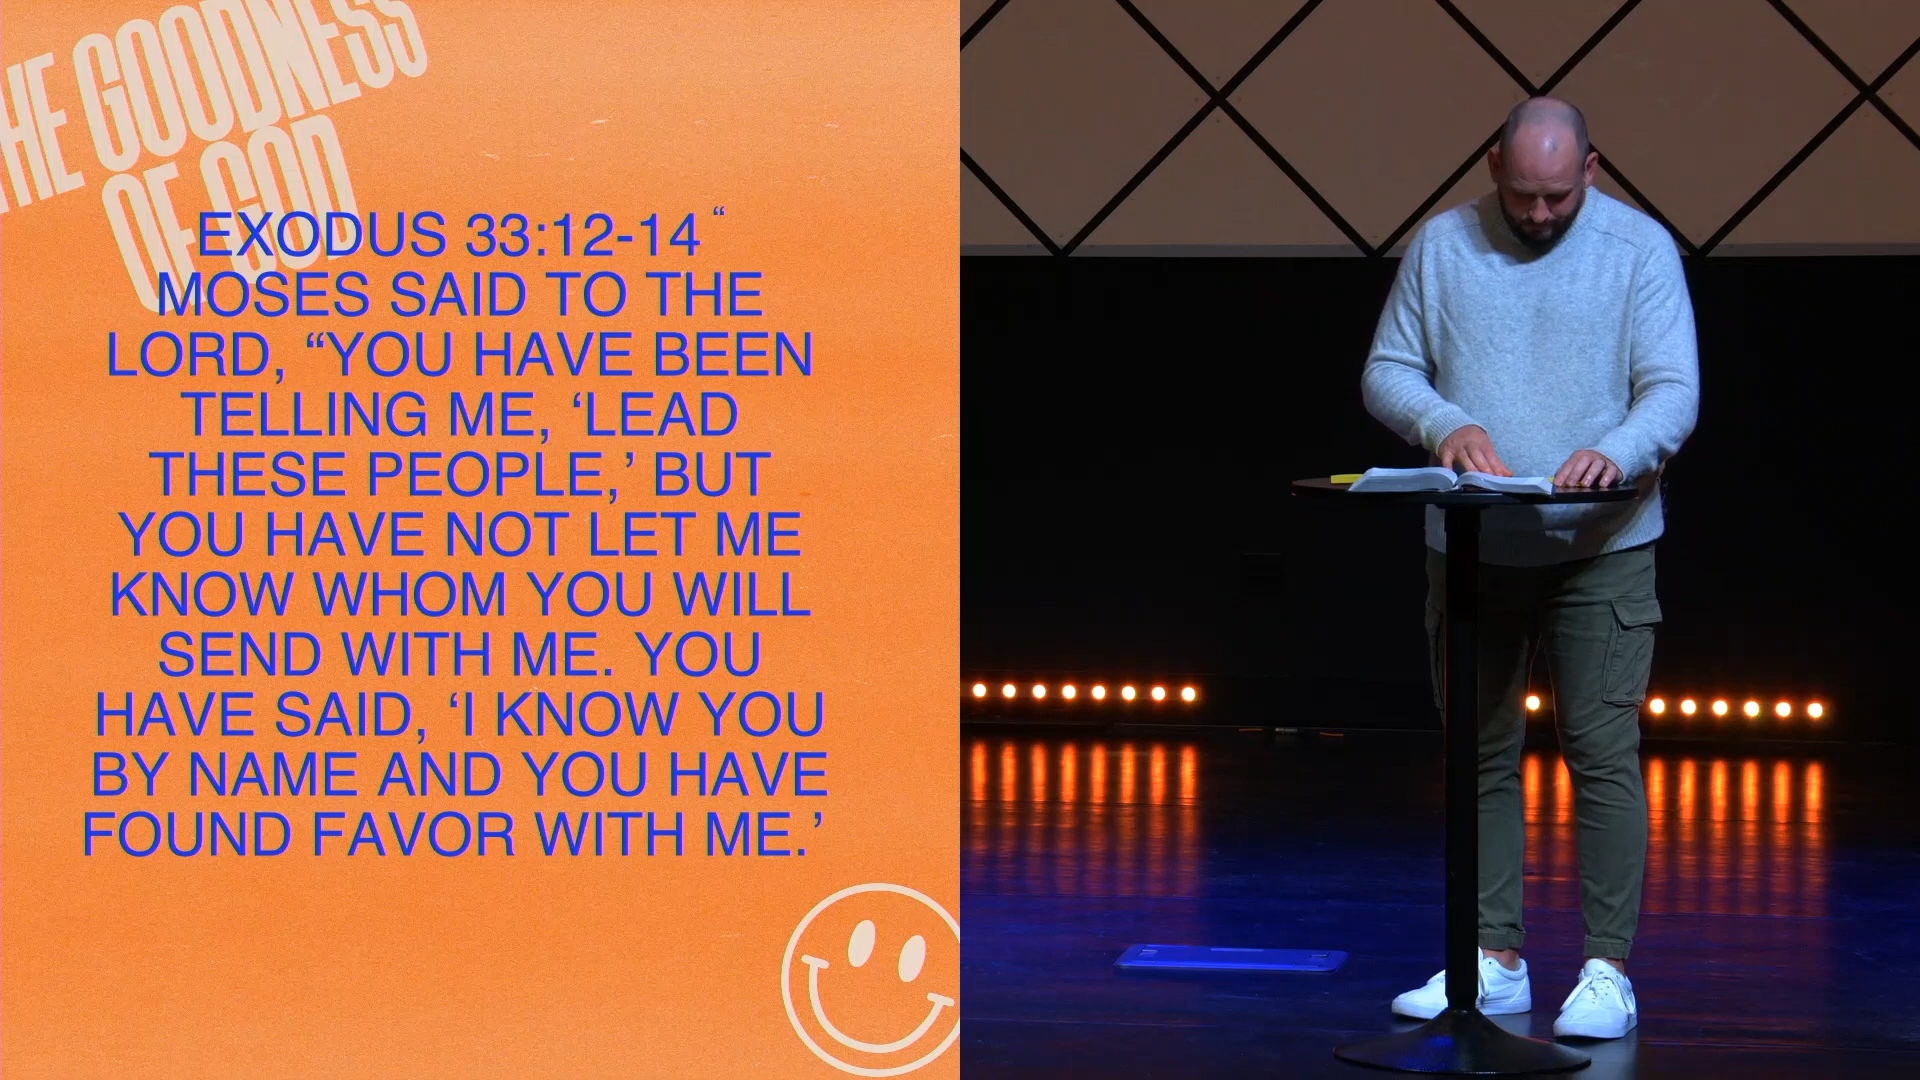 THE GOODNESS
OF GOD
EXODUS 33:12-14 “
MOSES SAID TO THE
LORD, “YOU HAVE BEEN
TELLING ME, ‘LEAD
THESE PEOPLE,’ BUT
YOU HAVE NOT LET ME
KNOW WHOM YOU WILL
SEND WITH ME. YOU
HAVE SAID, ‘I KNOW YOU
BY NAME AND YOU HAVE
FOUND FAVOR WITH ME.’